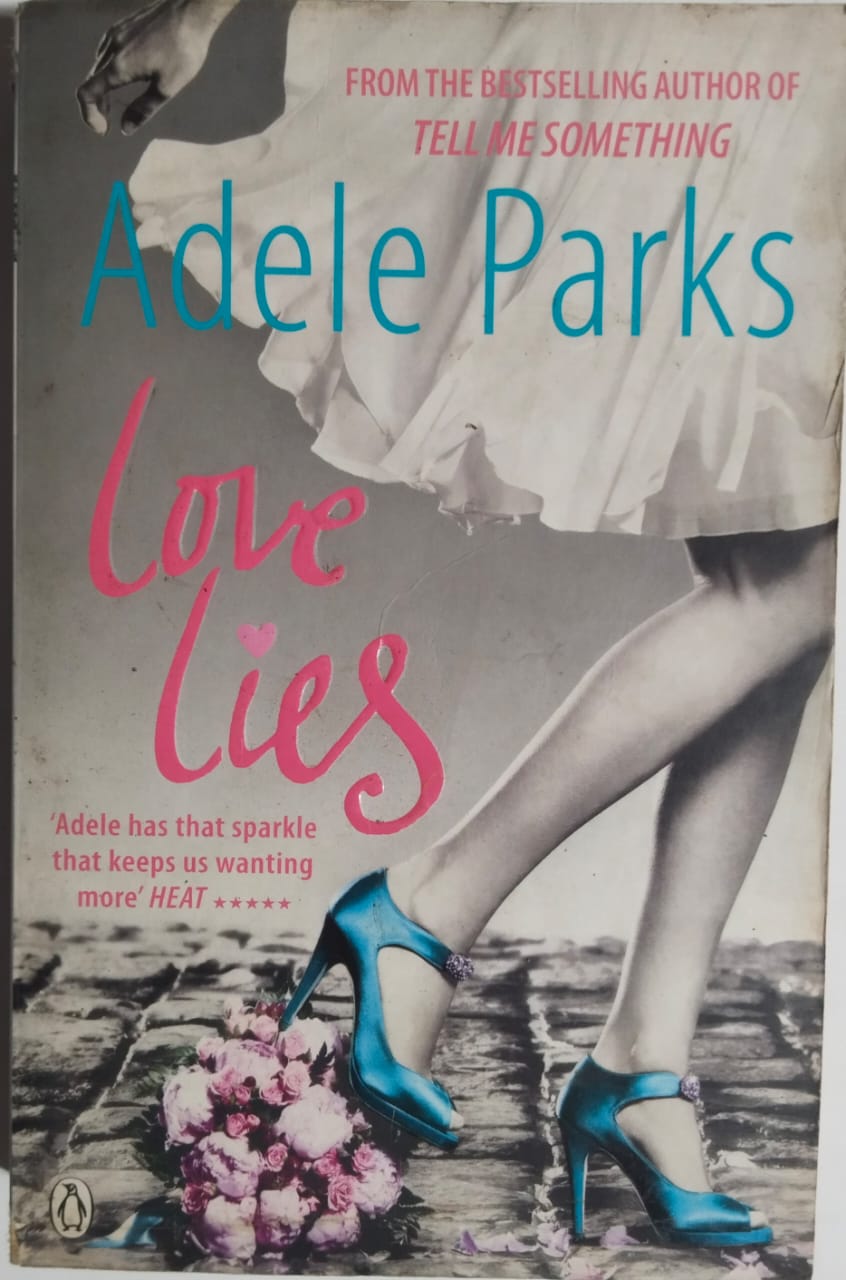 FROM THE BESTSELLING AUTHOR OF
TELL ME SOMETHING
Adele Parks
love
lies
‘Adele has that sparkle
that keeps us wanting
more’ HEAT ★★★★★